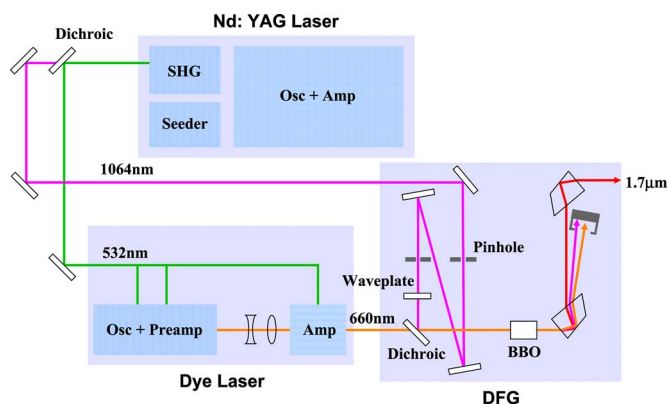 Nd: YAG Laser
Dichroic
SHG
Osc + Amp
Seeder
1064nm
1.7μm
532nm
Pinhole
Waveplate
Osc + Preamp
Amp
660nm
Dichroic
BBO
Dye Laser
DFG